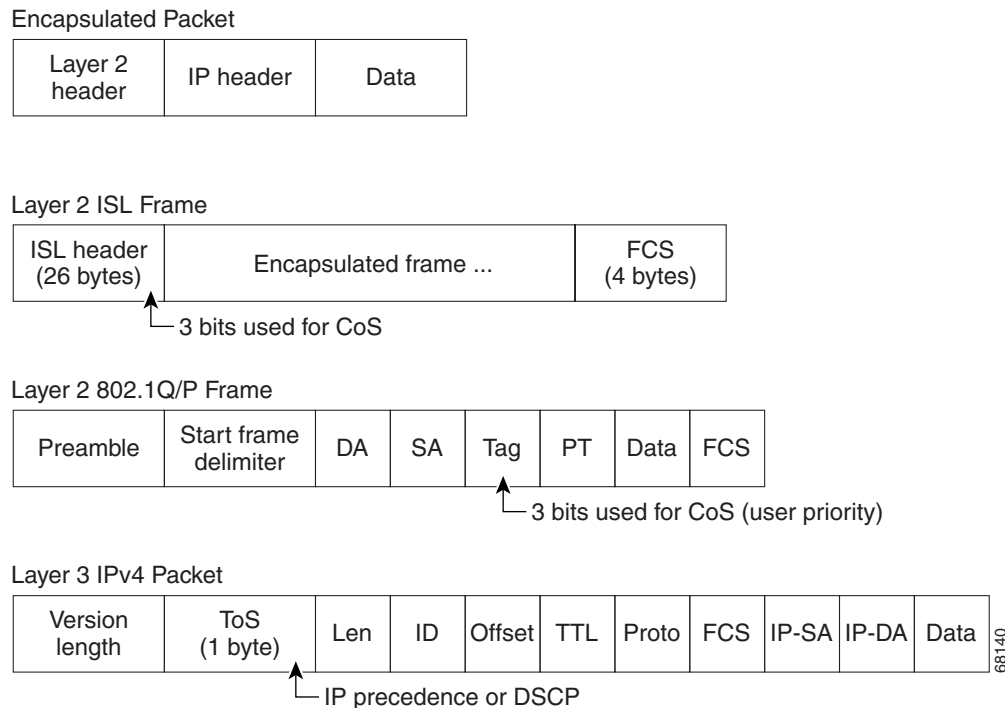 Encapsulated Packet
Layer 2
header
IP header
Data
Layer 2 ISL Frame
ISL header
(26 bytes)
Encapsulated frame ...
FCS
(4 bytes)
3 bits used for CoS
Layer 2 802.1Q/P Frame
Preamble
Start frame
delimiter
DA
SA
Tag
PT
Data
FCS
3 bits used for CoS (user priority)
Layer 3 IPv4 Packet
Version
length
ToS
(1 byte)
Len
ID
Offset
TTL
Proto
FCS
IP-SA
IP-DA
Data
IP precedence or DSCP
68140